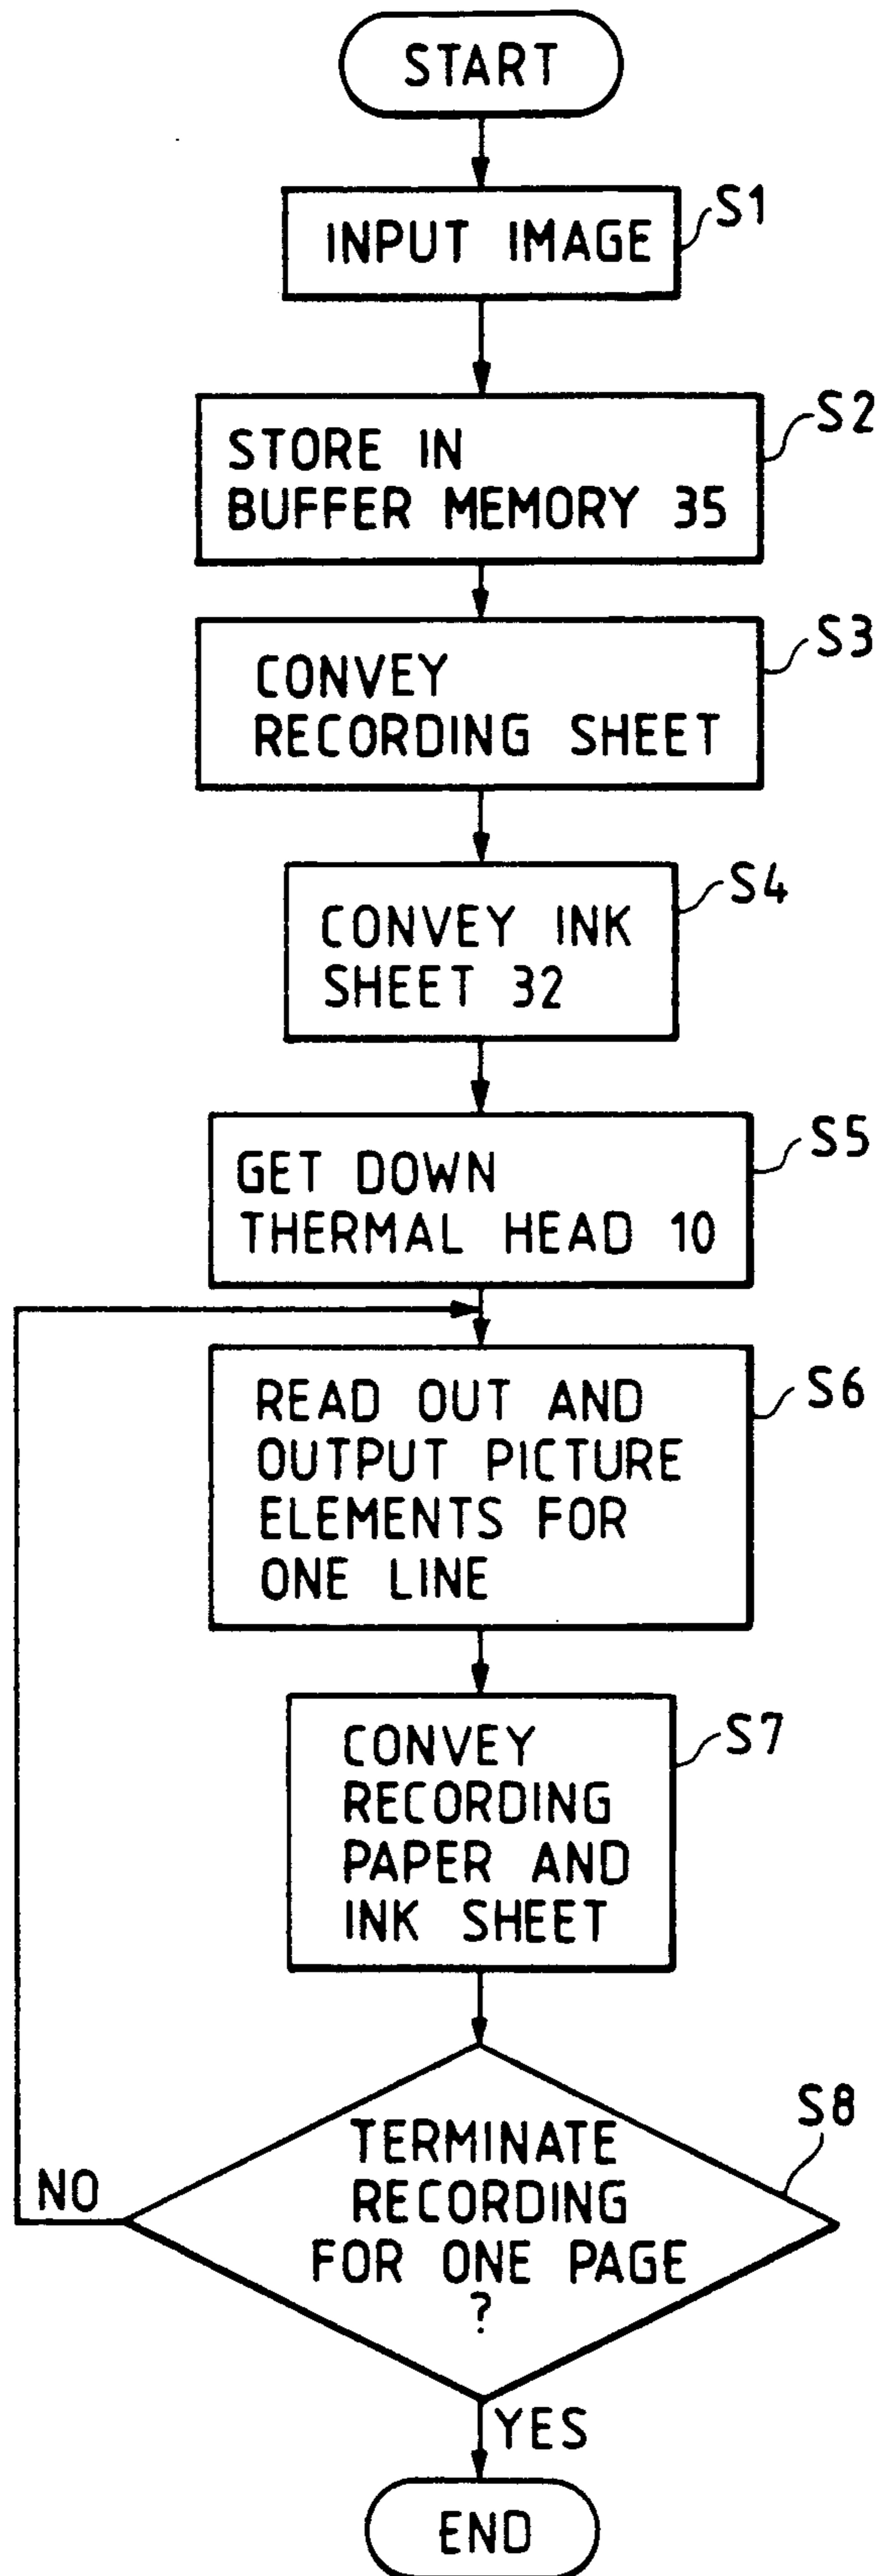 START
INPUT IMAGE
S1
STORE IN
BUFFER MEMORY 35
S2
CONVEY
RECORDING SHEET
S3
CONVEY INK
SHEET 32
S4
GET DOWN
THERMAL HEAD 10
S5
READ OUT AND
OUTPUT PICTURE
ELEMENTS FOR
ONE LINE
S6
CONVEY
RECORDING
PAPER AND
INK SHEET
S7
TERMINATE
RECORDING
FOR ONE PAGE
?
S8
NO
YES
END